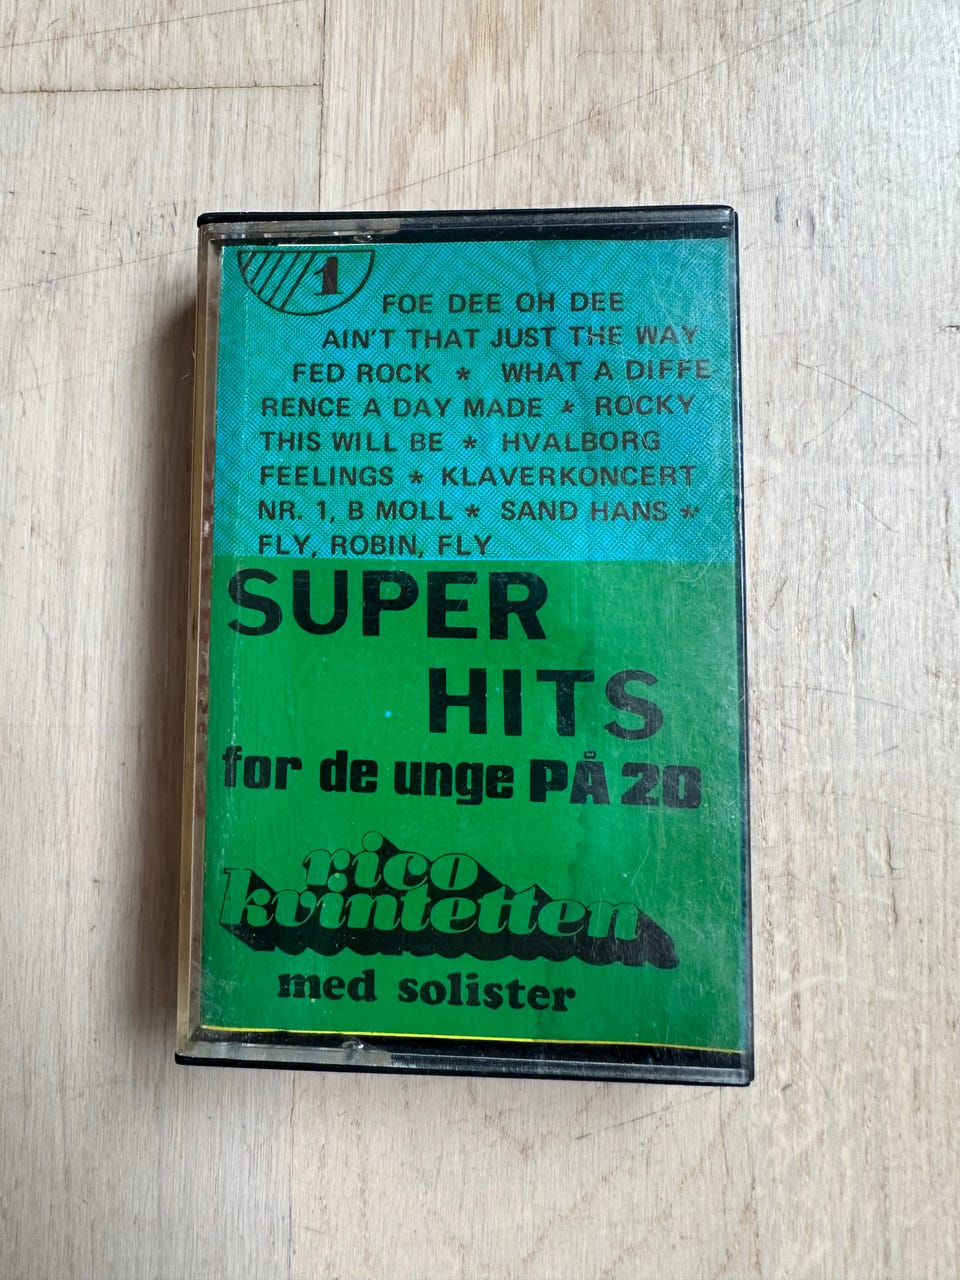 1
FOE DEE OH DEE
AIN'T THAT JUST THE WAY
FED ROCK * WHAT A DIFFE
RENCE A DAY MADE * ROCKY
THIS WILL BE * HVALBORG
FEELINGS * KLAVERKONCERT
NR. 1, B MOLL * SAND HANS *
FLY, ROBIN, FLY
SUPER
HITS
for de unge PÅ 20
rico
kvintetten
med solister